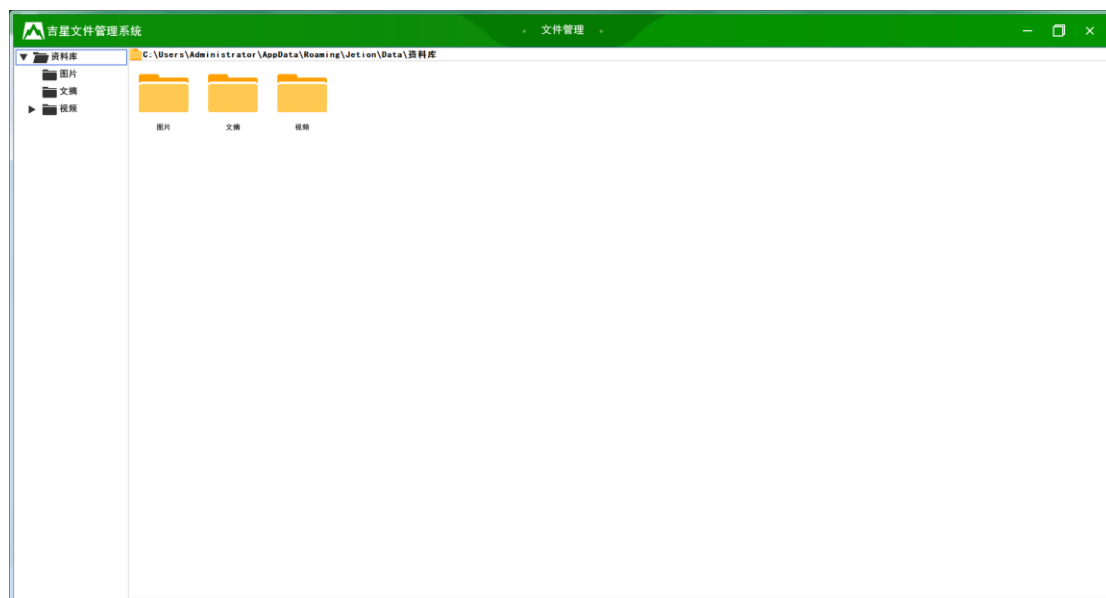 吉星文件管理系统
文件管理
资料库
图片
文摘
视频
C:\Users\Administrator\AppData\Roaming\Jetion\Data\资料库
图片 文摘 视频